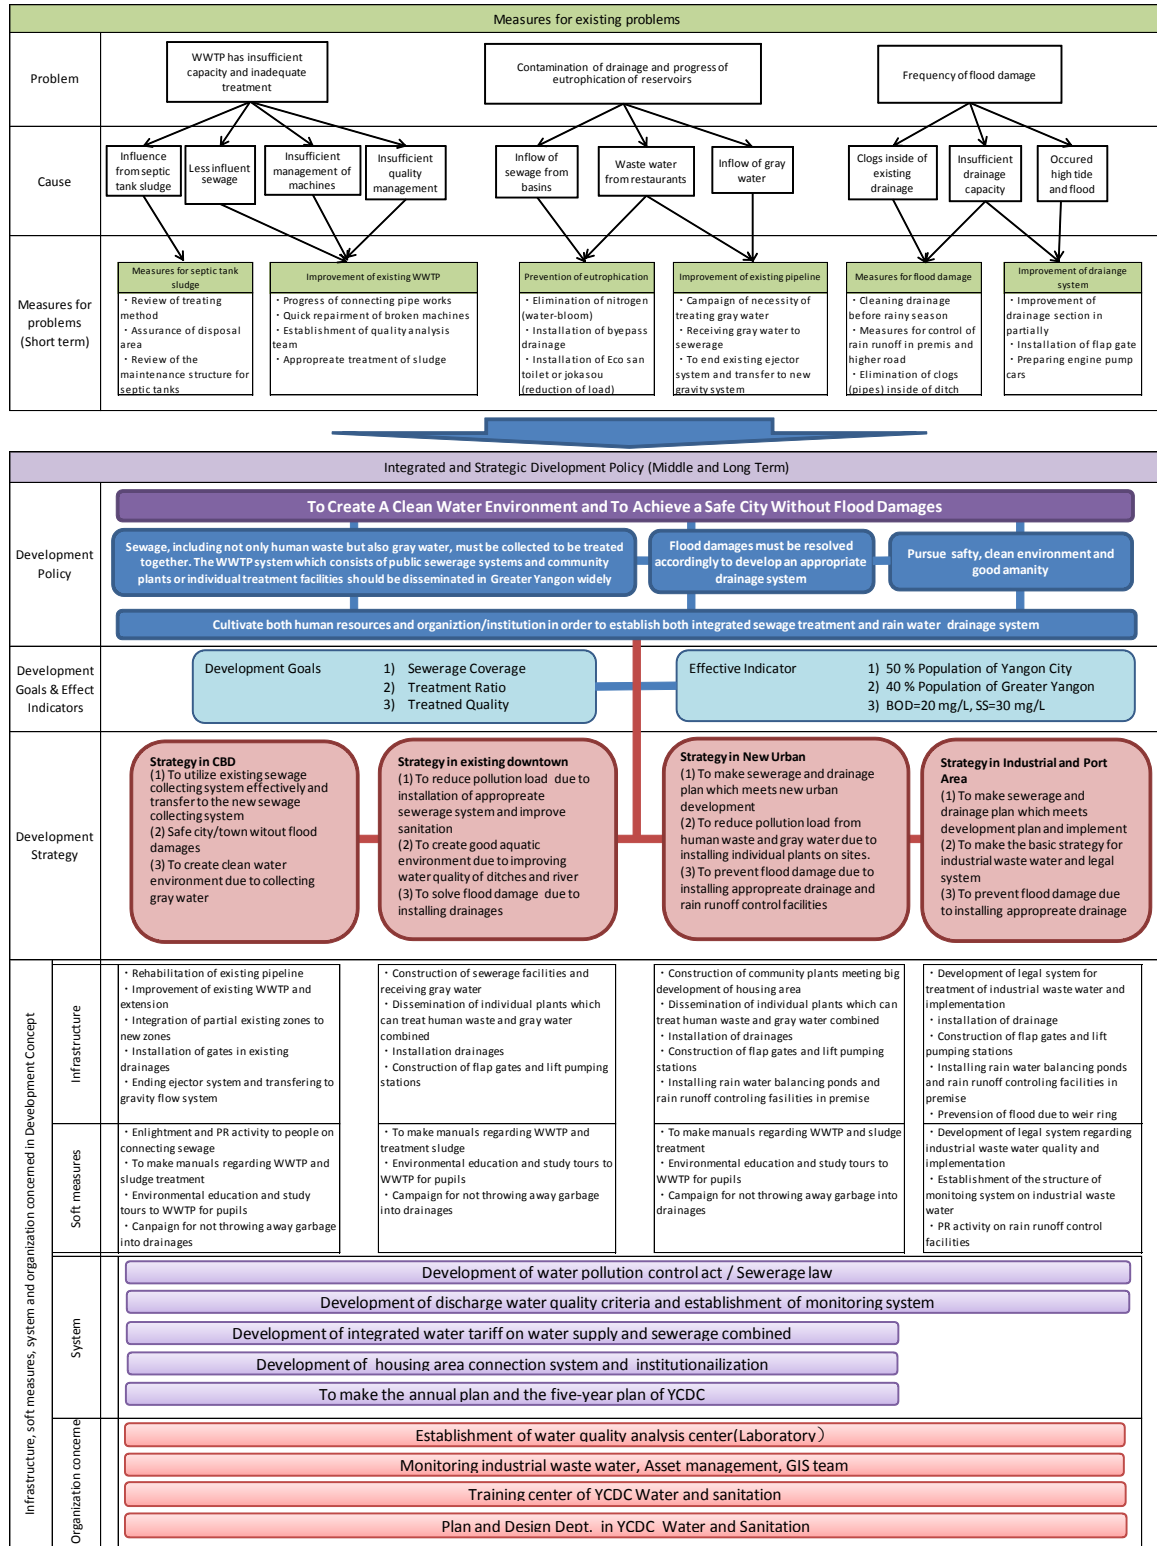 Measures for existing problems
Problem
WWTP has insufficient
capacity and inadequate
treatment
Contamination of drainage and progress of
eutrophication of reservoirs
Frequency of flood damage
Cause
Influence
from septic
tank sludge
Less influent
sewage
Insufficient
management of
machines
Insufficient
quality
management
Inflow of
sewage from
basins
Waste water
from restaurants
Inflow of gray
water
Clogs inside of
existing
drainage
Insufficient
drainage
capacity
Occured
high tide
and flood
Measures for
problems
(Short term)
Measures for septic tank
sludge
・Review of treating
method
・Assurance of disposal
area
・Review of the
maintenance structure for
septic tanks
Improvement of existing WWTP
・Progress of connecting pipe works
・Quick repairment of broken machines
・Establishment of quality analysis
team
・Appropreate treatment of sludge
Prevention of eutrophication
・Elimination of nitrogen
(water-bloom)
・Installation of byepass
drainage
・Installation of Eco san
toilet or jokasou
(reduction of load)
Improvement of existing pipeline
・Campaign of necessity of
treating gray water
・Receiving gray water to
sewerage
・To end existing ejector
system and transfer to new
gravity system
Measures for flood damage
・Cleaning drainage
before rainy season
・Measures for control of
rain runoff in premis and
higher road
・Elimination of clogs
(pipes) inside of ditch
Improvement of draiange
system
・Improvement of
drainage section in
partially
・Installation of flap gate
・Preparing engine pump
cars
Integrated and Strategic Divelopment Policy (Middle and Long Term)
Development
Policy
To Create A Clean Water Environment and To Achieve a Safe City Without Flood Damages
Sewage, including not only human waste but also gray water, must be collected to be treated
together. The WWTP system which consists of public sewerage systems and community
plants or individual treatment facilities should be disseminated in Greater Yangon widely
Flood damages must be resolved
accordingly to develop an appropriate
drainage system
Pursue safty, clean environment and
good amanity
Cultivate both human resources and organiztion/institution in order to establish both integrated sewage treatment and rain water drainage system
Development
Goals & Effect
Indicators
Development Goals
1) Sewerage Coverage
2) Treatment Ratio
3) Treatned Quality
Effective Indicator
1) 50 % Population of Yangon City
2) 40 % Population of Greater Yangon
3) BOD=20 mg/L, SS=30 mg/L
Development
Strategy
Strategy in CBD
(1) To utilize existing sewage
collecting system effectively and
transfer to the new sewage
collecting system
(2) Safe city/town witout flood
damages
(3) To create clean water
environment due to collecting
gray water
Strategy in existing downtown
(1) To reduce pollution load due to
installation of appropreate
sewerage system and improve
sanitation
(2) To create good aquatic
environment due to improving
water quality of ditches and river
(3) To solve flood damage due to
installing drainages
Strategy in New Urban
(1) To make sewerage and drainage
plan which meets new urban
development
(2) To reduce pollution load from
human waste and gray water due to
installing individual plants on sites.
(3) To prevent flood damage due to
installing appropreate drainage and
rain runoff control facilities
Strategy in Industrial and Port
Area
(1) To make sewerage and
drainage plan which meets
development plan and implement
(2) To make the basic strategy for
industrial waste water and legal
system
(3) To prevent flood damage due
to installing appropreate drainage
Infrastructure, soft measures, system and organization concerned in Development Concept
Infrastructure
・Rehabilitation of existing pipeline
・Improvement of existing WWTP and
extension
・Integration of partial existing zones to
new zones
・Installation of gates in existing
drainages
・Ending ejector system and transfering to
gravity flow system
・Construction of sewerage facilities and
receiving gray water
・Dissemination of individual plants which
can treat human waste and gray water
combined
・Installation drainages
・Construction of flap gates and lift pumping
stations
・Construction of community plants meeting big
development of housing area
・Dissemination of individual plants which can
treat human waste and gray water combined
・Installation of drainages
・Construction of flap gates and lift pumping
stations
・Installing rain water balancing ponds and
rain runoff controling fasilities in premise
・Development of legal system for
treatment of industrial waste water and
implementation
・installation of drainage
・Construction of flap gates and lift
pumping stations
・Installing rain water balancing ponds
and rain runoff controling facilities in
premise
・Prevension of flood due to weir ring
Soft measures
・Enlightment and PR activity to people on
connecting sewage
・To make manuals regarding WWTP and
sludge treatment
・Environmental education and study
tours to WWTP for pupils
・Canpaign for not throwing away garbage
into drainages
・To make manuals regarding WWTP and
treatment sludge
・Environmental education and study tours to
WWTP for pupils
・Campaign for not throwing away garbage
into drainages
・To make manuals regarding WWTP and sludge
treatment
・Environmental education and study tours to
WWTP for pupils
・Campaign for not throwing away garbage into
drainages
・Development of legal system regarding
industrial waste water quality and
implementation
・Establishment of the structure of
monitoing system on industrial waste
water
・PR activity on rain runoff control
facilities
System
Development of water pollution control act / Sewerage law
Development of discharge water quality criteria and establishment of monitoring system
Development of integrated water tariff on water supply and sewerage combined
Development of housing area connection system and institutionailization
To make the annual plan and the five-year plan of YCDC
Organization concerne
Establishment of water quality analysis center(Laboratory）
Monitoring industrial waste water, Asset management, GIS team
Training center of YCDC Water and sanitation
Plan and Design Dept. in YCDC Water and Sanitation